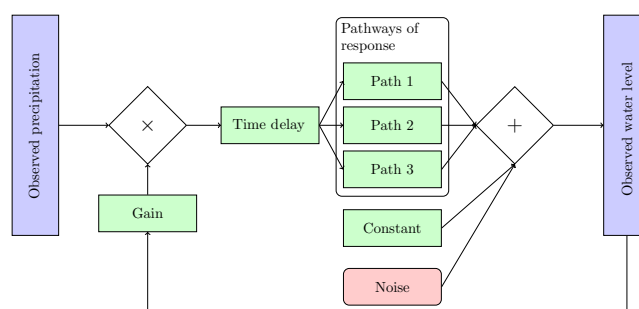 Observed precipitation
×
Gain
Time delay
Pathways of
response
Path 1
Path 2
Path 3
Constant
Noise
+
Observed water level